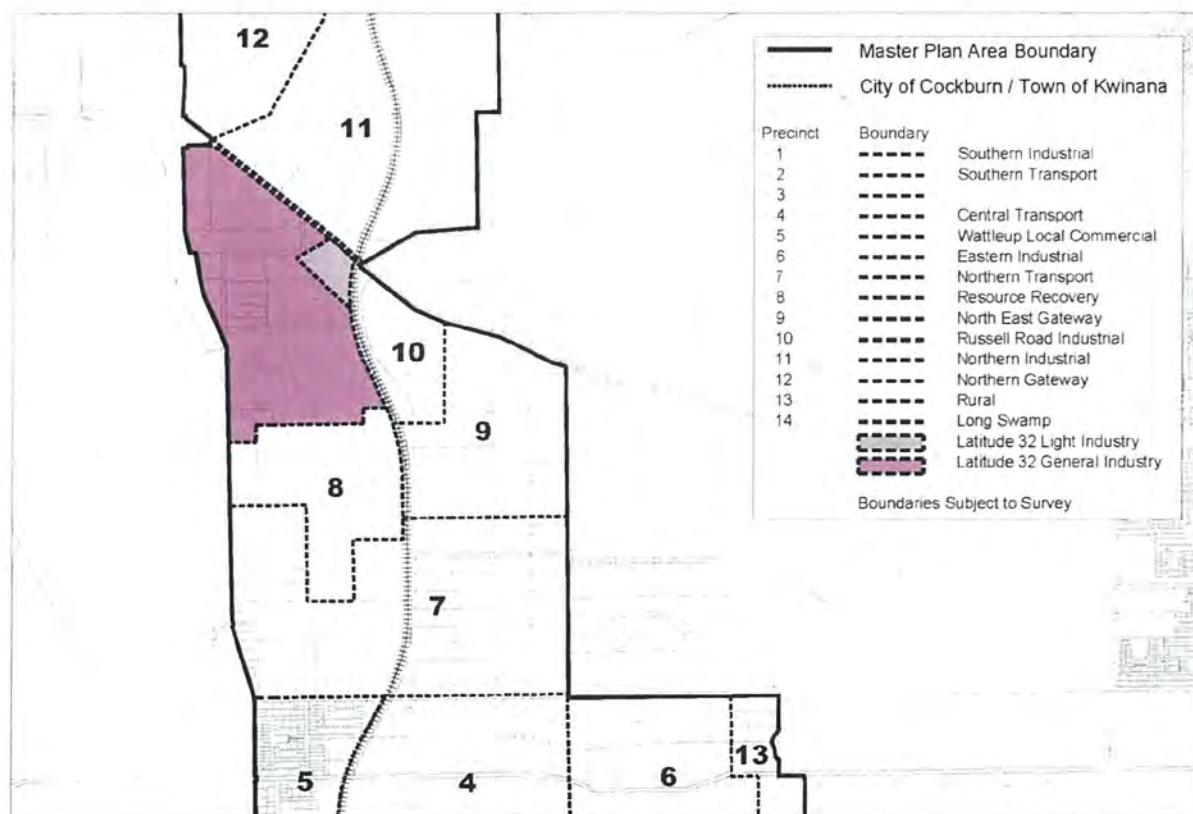 12
11
10
9
8
7
5
4
6
13
Master Plan Area Boundary
City of Cockburn / Town of Kwinana
Precinct Boundary
1 Southern Industrial
2 Southern Transport
3
4 Central Transport
5 Wattleup Local Commercial
6 Eastern Industrial
7 Northern Transport
8 Resource Recovery
9 North East Gateway
10 Russell Road Industrial
11 Northern Industrial
12 Northern Gateway
13 Rural
14 Long Swamp
Latitude 32 Light Industry
Latitude 32 General Industry
Boundaries Subject to Survey